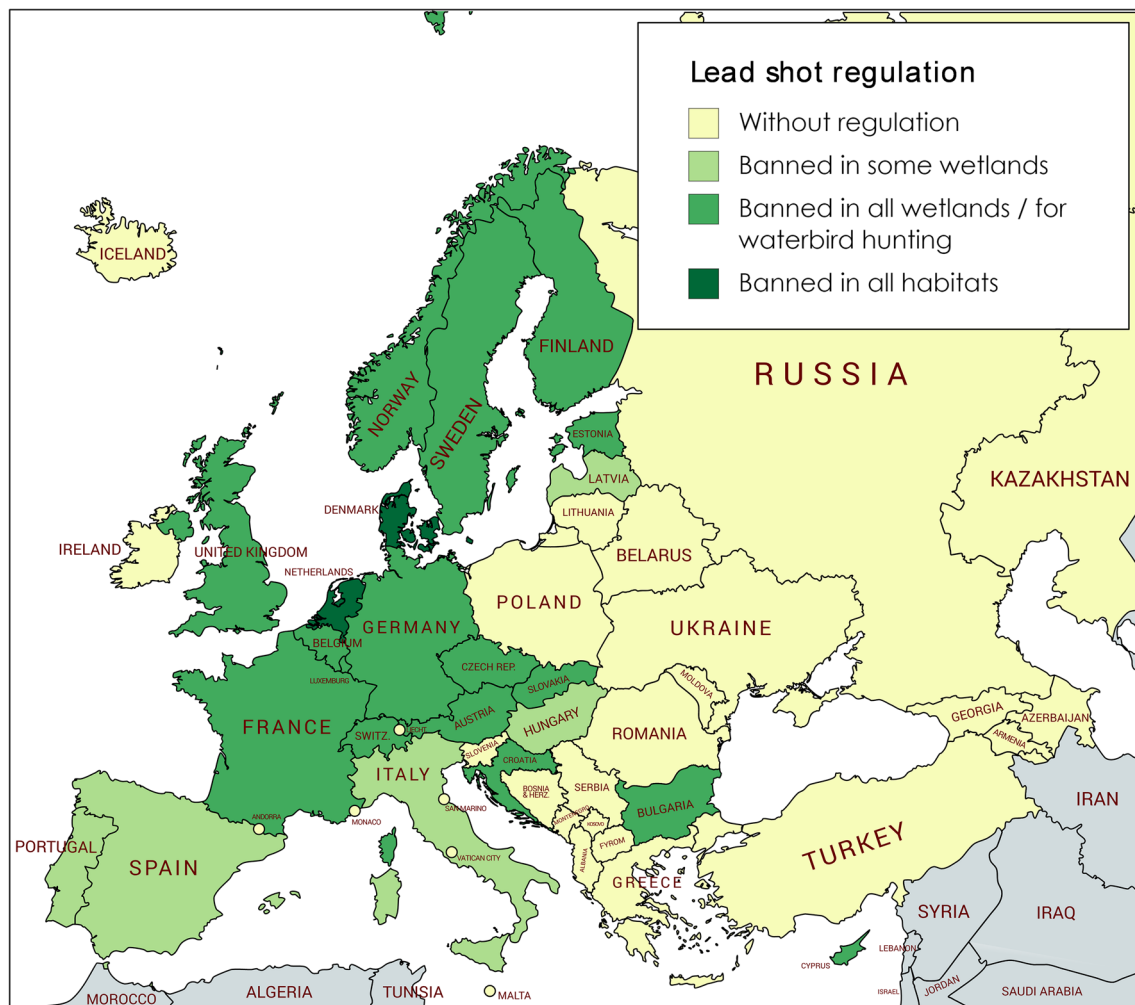 Lead shot regulation
Without regulation
Banned in some wetlands
Banned in all wetlands / for
waterbird hunting
Banned in all habitats
ICELAND
FINLAND
RUSSIA
NORWAY
SWEDEN
ESTONIA
KAZAKHSTAN
LATVIA
DENMARK
LITHUANIA
IRELAND
UNITED KINGDOM
BELARUS
NETHERLANDS
POLAND
GERMANY
UKRAINE
BELGIUM
CZECH REP.
LUXEMBURG
SLOVAKIA
MOLDOVA
FRANCE
AUSTRIA
HUNGARY
GEORGIA
AZERBAIJAN
SWITZ.
LECHT.
ROMANIA
ARMENIA
SLOVENIA
CROATIA
ITALY
BOSNIA
& HERZ.
SERBIA
IRAN
SAN MARINO
BULGARIA
MONTENEGRO
KOSOVO
ANDORRA
MONACO
TURKEY
PORTUGAL
SPAIN
VATICAN CITY
ALBANIA
FYROM
GREECE
SYRIA
IRAQ
LEBANON
CYPRUS
ISRAEL
JORDAN
SAUDI ARABIA
MOROCCO
ALGERIA
TUNISIA
MALTA